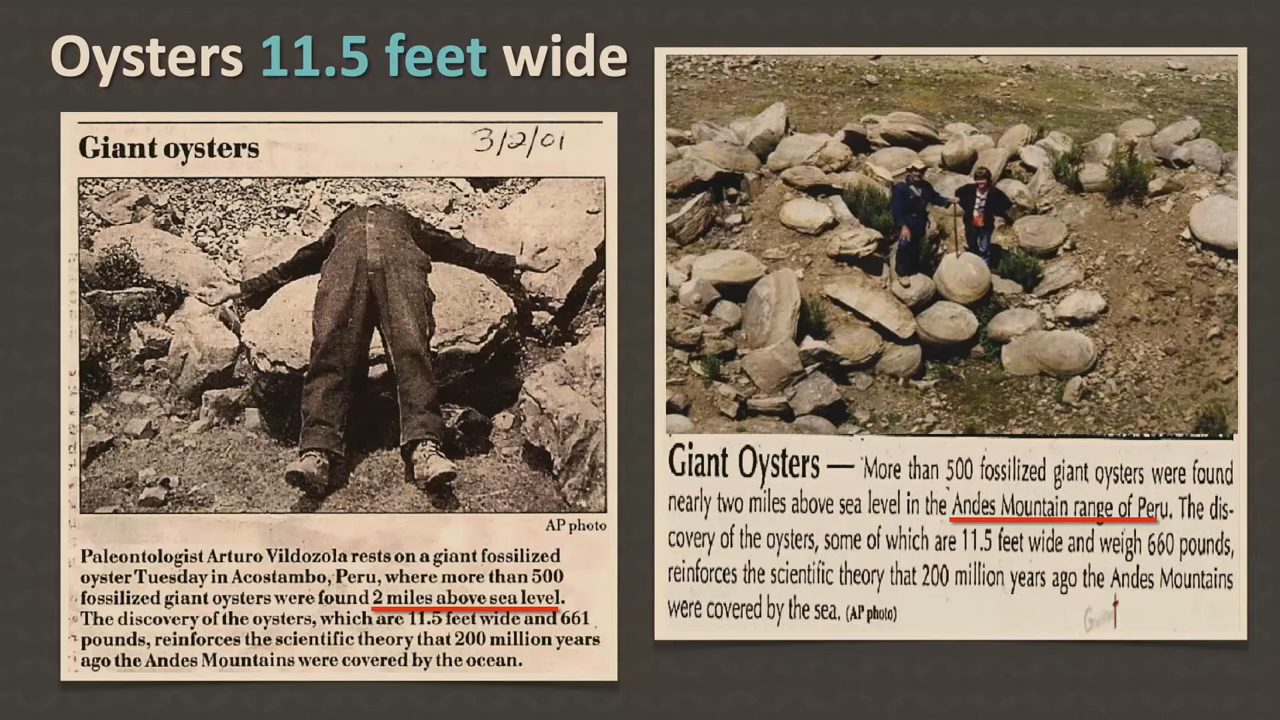 Oysters 11.5 feet wide
Giant oysters
3/2/01
AP photo
Paleontologist Arturo Vildozola rests on a giant fossilized
oyster Tuesday in Acostambo, Peru, where more than 500
fossilized giant oysters were found 2 miles above sea level.
The discovery of the oysters, which are 11.5 feet wide and 661
pounds, reinforces the scientific theory that 200 million years
ago the Andes Mountains were covered by the ocean.
Giant Oysters — More than 500 fossilized giant oysters were found
nearly two miles above sea level in the Andes Mountain range of Peru. The dis-
covery of the oysters, some of which are 11.5 feet wide and weigh 660 pounds,
reinforces the scientific theory that 200 million years ago the Andes Mountains
were covered by the sea. (AP photo)